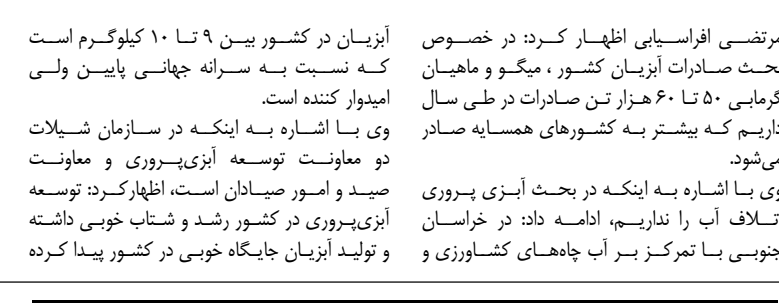 مرتضی افراسیابی اظهار کرد: در خصوص
بحث صادرات آبزیان کشور ، میگو و ماهیان
گرمابی ۵۰ تا ۶۰ هزار تن صادرات در طی سال
داریم که بیشتر به کشورهای همسایه صادر
می‌شود.
وی با اشاره به اینکه در بحث آبزی پروری
اتلاف آب را نداریم، ادامه داد: در خراسان
جنوبی با تمرکز بر آب چاه‌های کشاورزی و
آبزیان در کشور بین ۹ تا ۱۰ کیلوگرم است
که نسبت به سرانه جهانی پایین ولی
امیدوار کننده است.
وی با اشاره به اینکه در سازمان شیلات
دو معاونت توسعه آبزی‌پروری و معاونت
صید و امور صیادان است، اظهارکرد: توسعه
آبزی‌پروری در کشور رشد و شتاب خوبی داشته
و تولید آبزیان جایگاه خوبی در کشور پیدا کرده